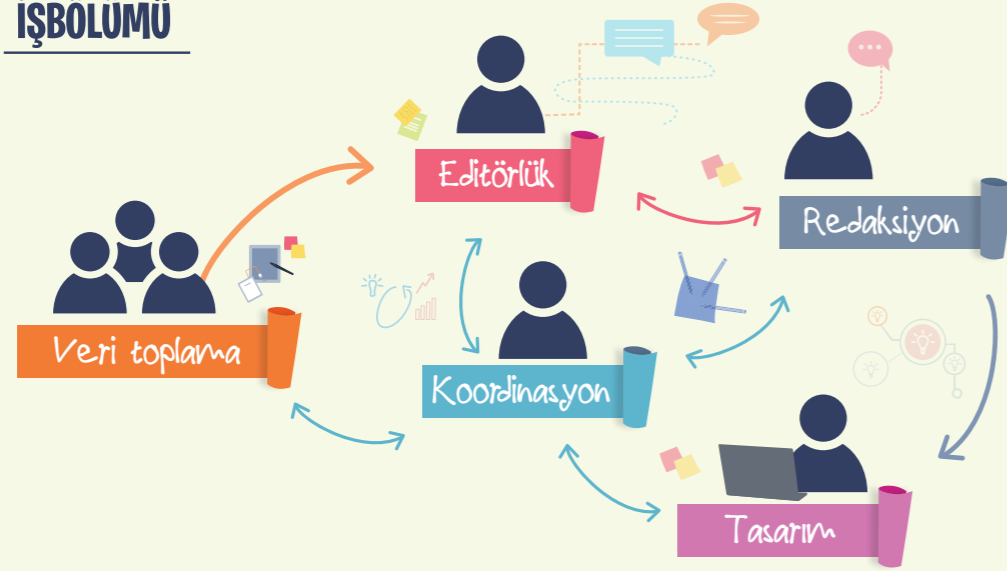 İŞBÖLÜMÜ
Editörlük
Redaksiyon
Veri toplama
Koordinasyon
Tasarım